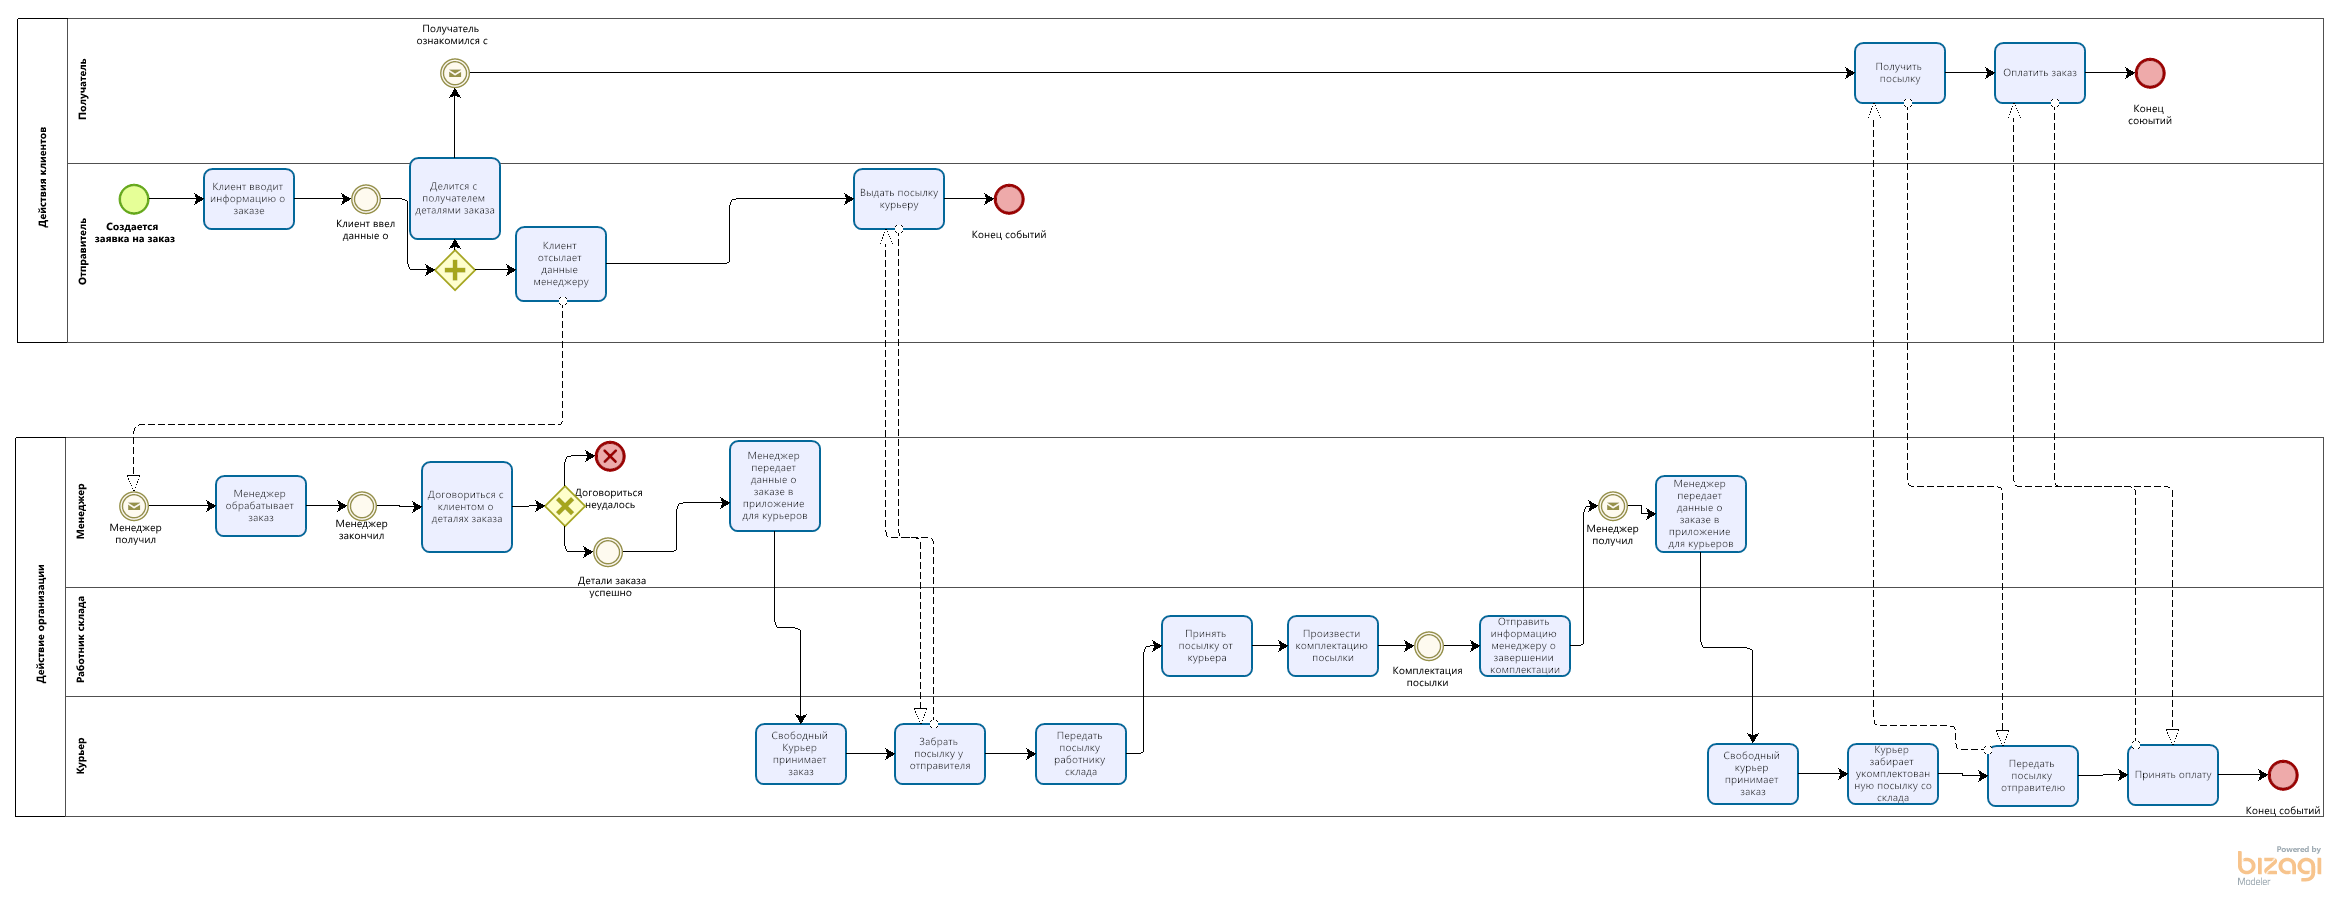 Действия клиентов
Получатель
Получатель
ознакомился с
Получить
посылку
Оплатить заказ
Конец
союытий
Отправитель
Создается
заявка на заказ
Клиент вводит
информацию о
заказе
Клиент ввел
данные о
Делится с
получателем
деталями заказа
Клиент
отсылает
данные
менеджеру
Выдать посылку
курьеру
Конец событий
Действие организации
Менеджер
Менеджер
получил
Менеджер
обрабатывает
заказ
Менеджер
закончил
Договориться с
клиентом о
деталях заказа
Договориться
неудалось
Детали заказа
успешно
Менеджер
передает
данные о
заказе в
приложение
для курьеров
Менеджер
получил
Менеджер
передает
данные о
заказе в
приложение
для курьеров
Работник склада
Принять
посылку от
курьера
Произвести
комплектацию
посылки
Комплектация
посылки
Отправить
информацию
менеджеру о
завершении
комплектации
Курьер
Свободный
Курьер
принимает
заказ
Забрать
посылку у
отправителя
Передать
посылку
работнику
склада
Свободный
курьер
принимает
заказ
Курьер
забирает
укомплектован
ную посылку со
склада
Передать
посылку
отправителю
Принять оплату
Конец событий
Powered by
bizagi
Modeler